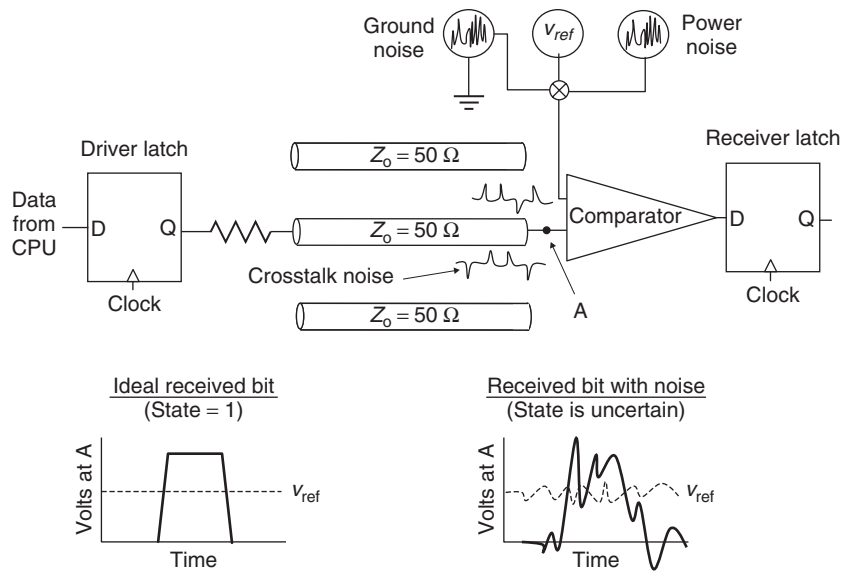 Ground
noise
v_ref
Power
noise
Driver latch
Z_o = 50 Ω
Receiver latch
Data
from
CPU
D
Q
Z_o = 50 Ω
Comparator
D
Q
Crosstalk noise
Clock
Z_o = 50 Ω
A
Clock
Ideal received bit
(State = 1)
Volts at A
v_ref
Time
Received bit with noise
(State is uncertain)
Volts at A
v_ref
Time